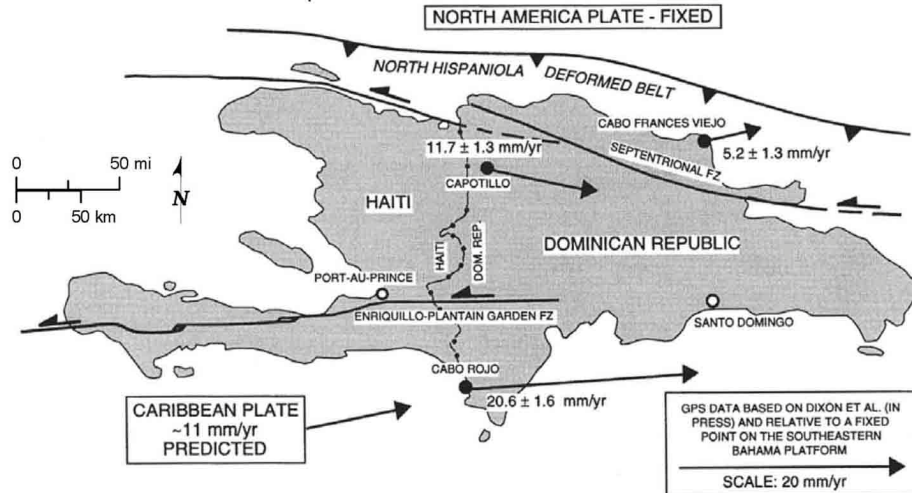 NORTH AMERICA PLATE - FIXED
NORTH HISPANIOLA DEFORMED BELT
CABO FRANCES VIEJO
0 50 mi
0 50 km
N
11.7 ± 1.3 mm/yr
5.2 ± 1.3 mm/yr
SEPTENTRIONAL FZ
CAPOTILLO
HAITI
HAITI
DOM. REP.
DOMINICAN REPUBLIC
PORT-AU-PRINCE
ENRIQUILLO-PLANTAIN GARDEN FZ
SANTO DOMINGO
CABO ROJO
20.6 ± 1.6 mm/yr
CARIBBEAN PLATE
~11 mm/yr
PREDICTED
GPS DATA BASED ON DIXON ET AL. (IN
PRESS) AND RELATIVE TO A FIXED
POINT ON THE SOUTHEASTERN
BAHAMA PLATFORM
SCALE: 20 mm/yr